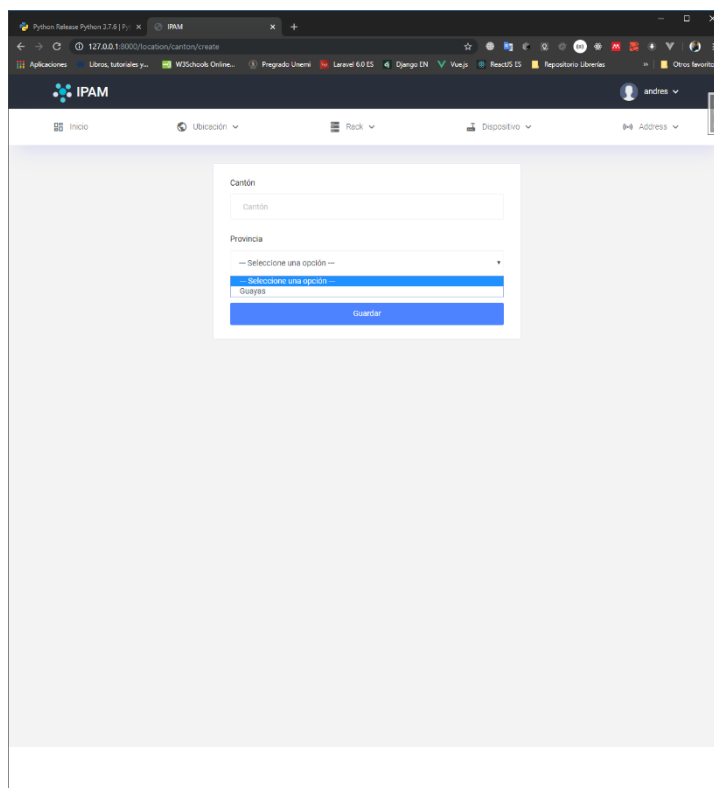 Python Release Python 3.7.6 | Py
IPAM
127.0.0.1:8000/location/canton/create
Aplicaciones
Libros, tutoriales y...
W3Schools Online...
Pregrado Unemi
Laravel 6.0 ES
Django EN
Vue.js
ReactJS ES
Repositorio Librerías
»
Otros favorito
IPAM
andres
Inicio
Ubicación
Rack
Dispositivo
Address
Cantón
Cantón
Provincia
--- Seleccione una opción ---
--- Seleccione una opción ---
Guayas
Guardar